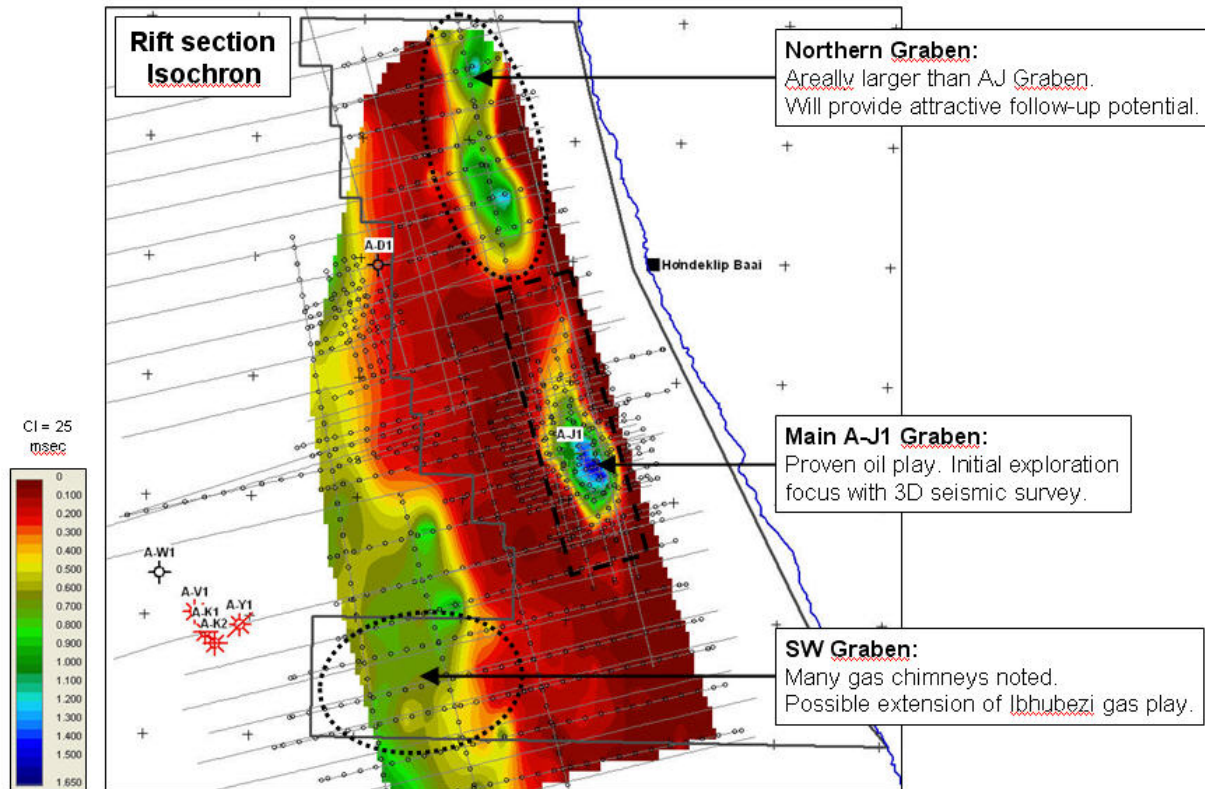 Rift section
Isochron
Northern Graben:
Areally larger than AJ Graben.
Will provide attractive follow-up potential.
A-D1
Hondeklip Baai
CI = 25
msec
0
0.100
0.200
0.300
0.400
0.500
0.600
0.700
0.800
0.900
1.000
1.100
1.200
1.300
1.400
1.500
1.650
A-J1
Main A-J1 Graben:
Proven oil play. Initial exploration
focus with 3D seismic survey.
A-W1
A-V1
A-K1
A-Y1
A-K2
SW Graben:
Many gas chimneys noted.
Possible extension of Ibhubezi gas play.